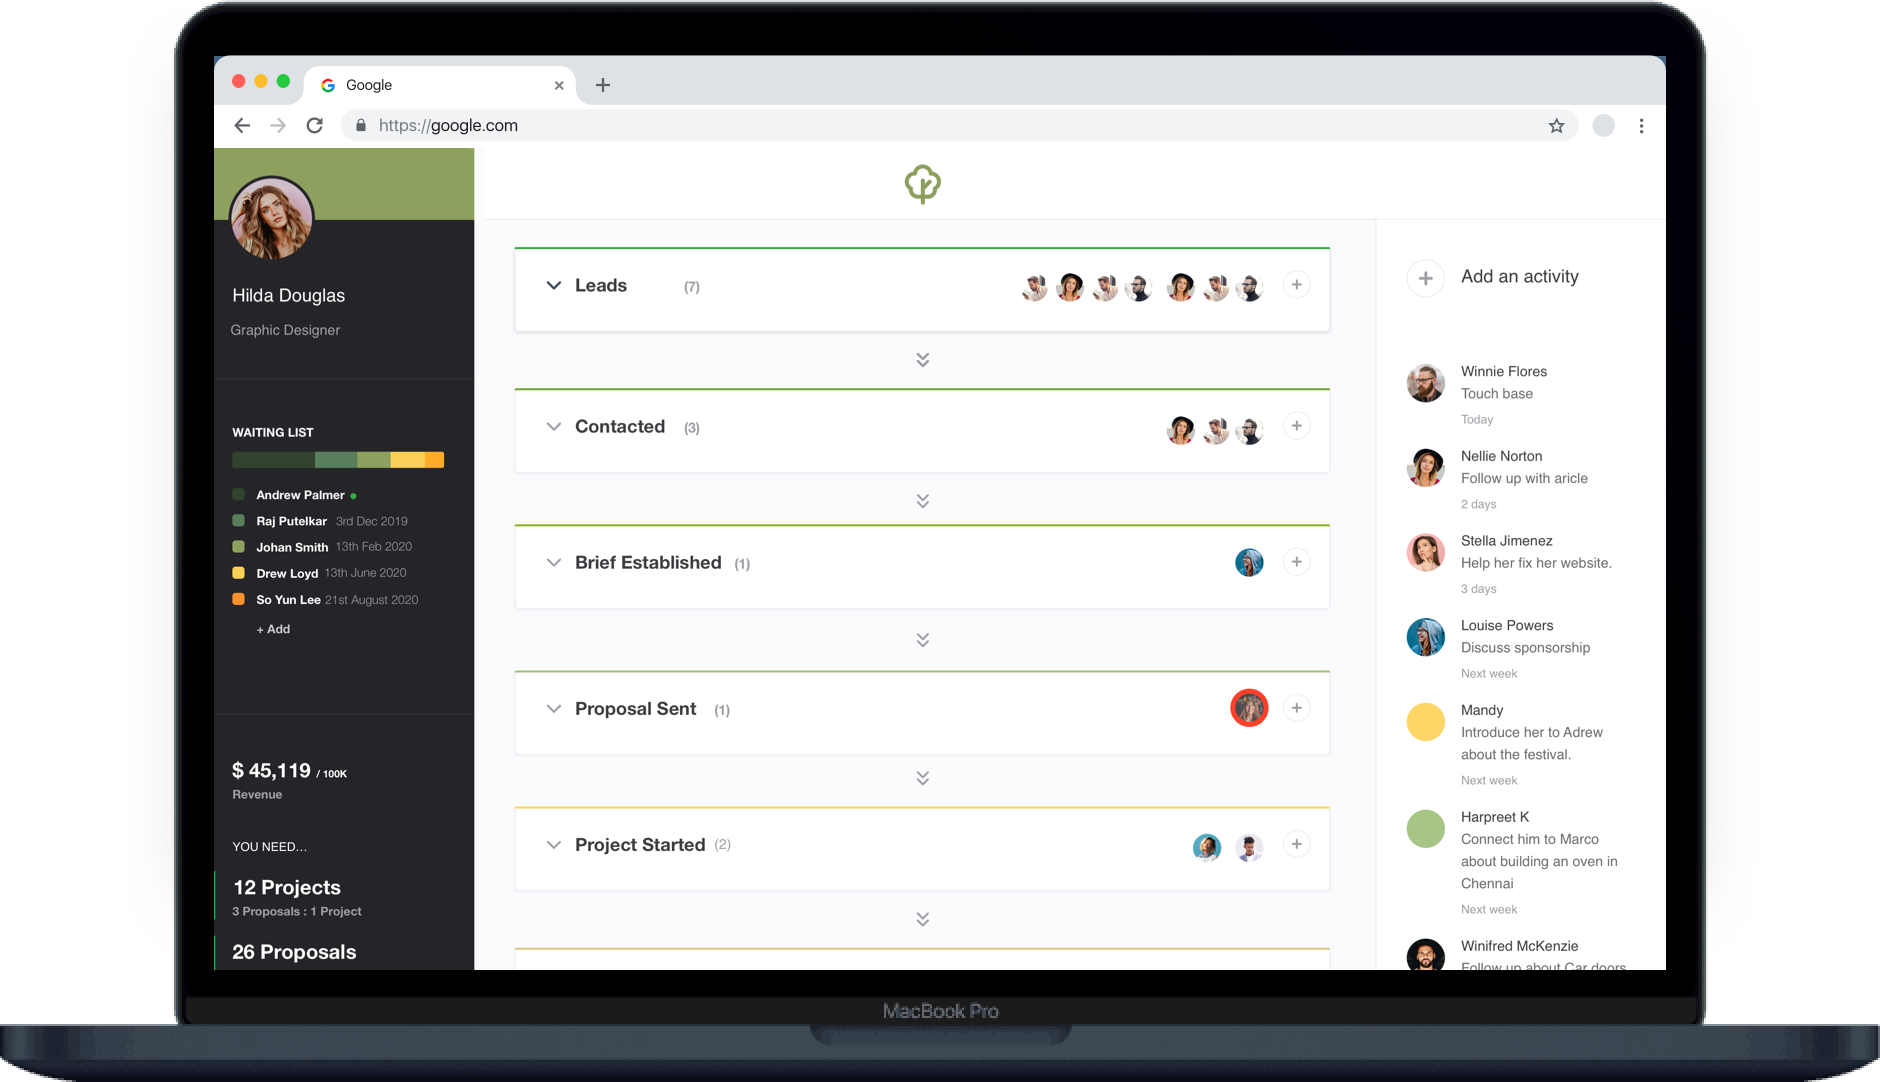 Google
https://google.com
Hilda Douglas
Graphic Designer
WAITING LIST
Andrew Palmer
Raj Putelkar 3rd Dec 2019
Johan Smith 13th Feb 2020
Drew Loyd 13th June 2020
So Yun Lee 21st August 2020
+ Add
$ 45,119 / 100K
Revenue
YOU NEED...
12 Projects
3 Proposals : 1 Project
26 Proposals
Leads (7)
Contacted (3)
Brief Established (1)
Proposal Sent (1)
Project Started (2)
Add an activity
Winnie Flores
Touch base
Today
Nellie Norton
Follow up with aricle
2 days
Stella Jimenez
Help her fix her website.
3 days
Louise Powers
Discuss sponsorship
Next week
Mandy
Introduce her to Adrew
about the festival.
Next week
Harpreet K
Connect him to Marco
about building an oven in
Chennai
Next week
Winifred McKenzie
Follow up about Car doors
MacBook Pro